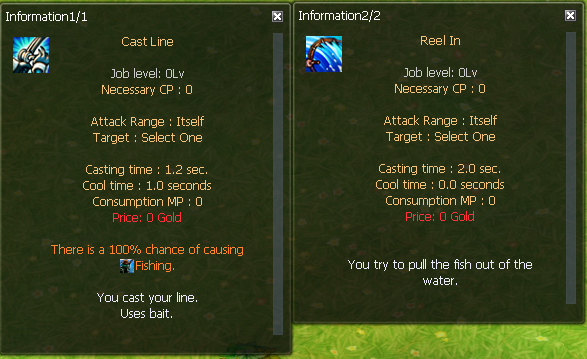 Information1/1
Cast Line
Job level: 0Lv
Necessary CP : 0
Attack Range : Itself
Target : Select One
Casting time : 1.2 sec.
Cool time : 1.0 seconds
Consumption MP : 0
Price: 0 Gold
There is a 100% chance of causing
Fishing.
You cast your line.
Uses bait.
Information2/2
Reel In
Job level: 0Lv
Necessary CP : 0
Attack Range : Itself
Target : Select One
Casting time : 2.0 sec.
Cool time : 0.0 seconds
Consumption MP : 0
Price: 0 Gold
You try to pull the fish out of the
water.